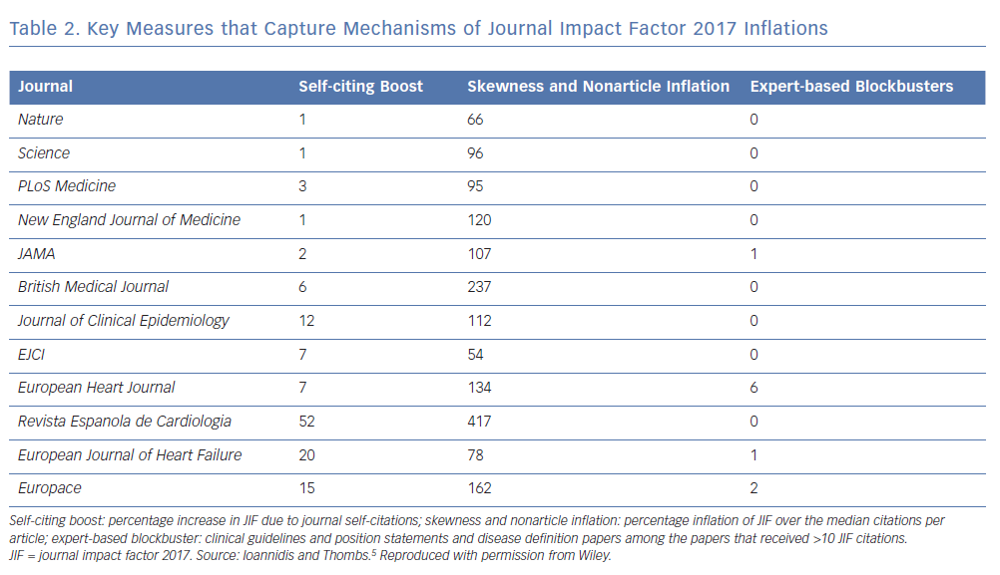 Table 2. Key Measures that Capture Mechanisms of Journal Impact Factor 2017 Inflations
Journal Self-citing Boost Skewness and Nonarticle Inflation Expert-based Blockbusters
Nature 1 66 0
Science 1 96 0
PLoS Medicine 3 95 0
New England Journal of Medicine 1 120 0
JAMA 2 107 1
British Medical Journal 6 237 0
Journal of Clinical Epidemiology 12 112 0
EJCI 7 54 0
European Heart Journal 7 134 6
Revista Espanola de Cardiologia 52 417 0
European Journal of Heart Failure 20 78 1
Europace 15 162 2
Self-citing boost: percentage increase in JIF due to journal self-citations; skewness and nonarticle inflation: percentage inflation of JIF over the median citations per
article; expert-based blockbuster: clinical guidelines and position statements and disease definition papers among the papers that received >10 JIF citations.
JIF = journal impact factor 2017. Source: Ioannidis and Thombs.⁵ Reproduced with permission from Wiley.